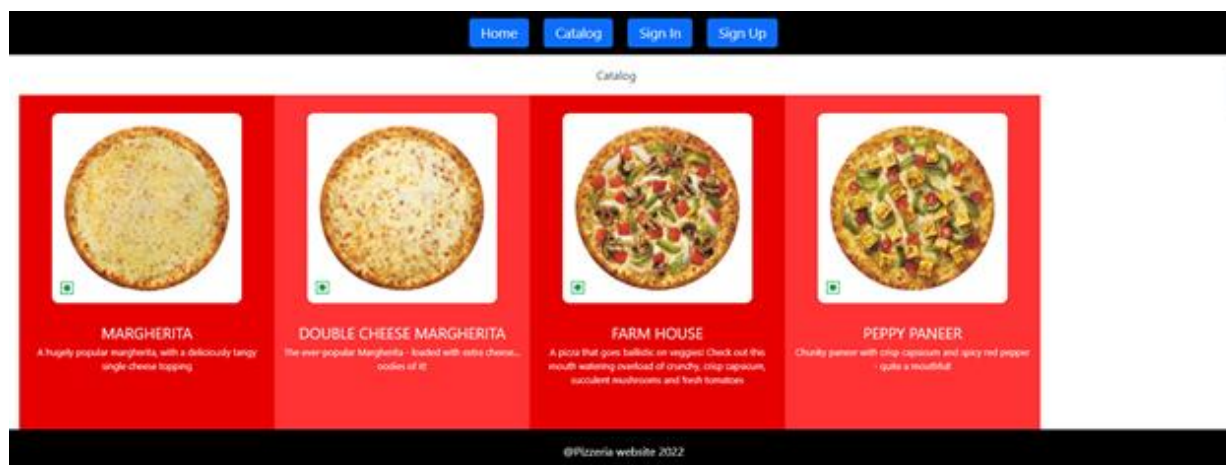 Home Catalog Sign In Sign Up
Catalog
MARGHERITA
A hugely popular margherita, with a deliciously tangy
single cheese topping
DOUBLE CHEESE MARGHERITA
The ever-popular Margherita - loaded with extra cheese...
oodies of it!
FARM HOUSE
A pizza that goes ballistic on veggies! Check out this
mouth watering overload of crunchy, crisp capsicum,
succulent mushrooms and fresh tomatoes
PEPPY PANEER
Chunky paneer with crisp capsicum and spicy red pepper
- quite a mouthful!
@Pizzeria website 2022